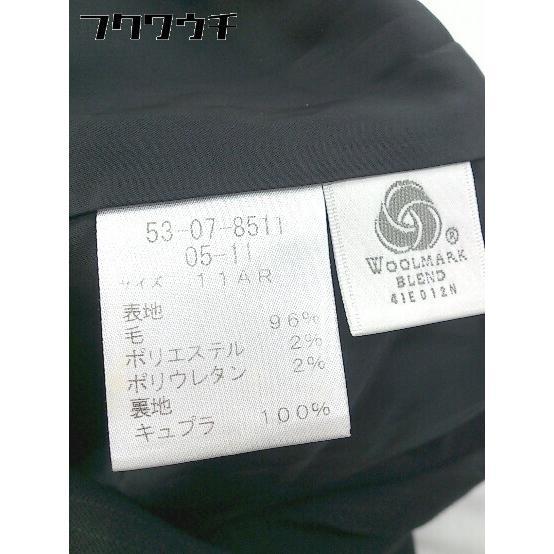 フクワウチ
53-07-8511
05-11
サイズ 11AR
表地
毛 96%
ポリエステル 2%
ポリウレタン 2%
裏地
キュプラ 100%
®
WOOLMARK
BLEND
41E012N